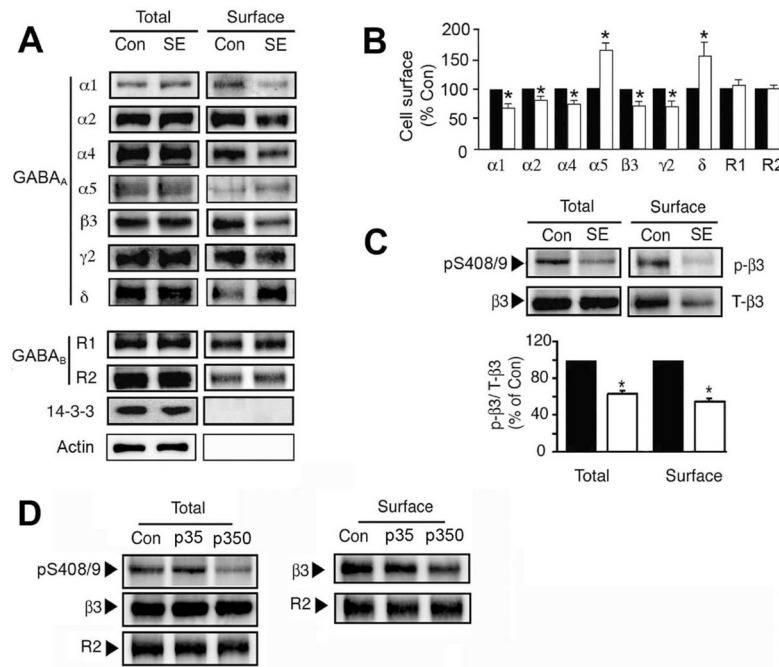 A
Total Surface
Con SE Con SE
GABAA
α1
α2
α4
α5
β3
γ2
δ
GABAB
R1
R2
14-3-3
Actin
B
Cell surface
(% Con)
200
150
100
50
0
* * * * * * *
α1 α2 α4 α5 β3 γ2 δ R1 R2
C
Total Surface
Con SE Con SE
pS408/9 p-β3
β3 T-β3
p-β3/ T-β3
(% of Con)
120
100
80
60
40
20
0
* *
Total Surface
D
Total
Con p35 p350
pS408/9
β3
R2
Surface
Con p35 p350
β3
R2